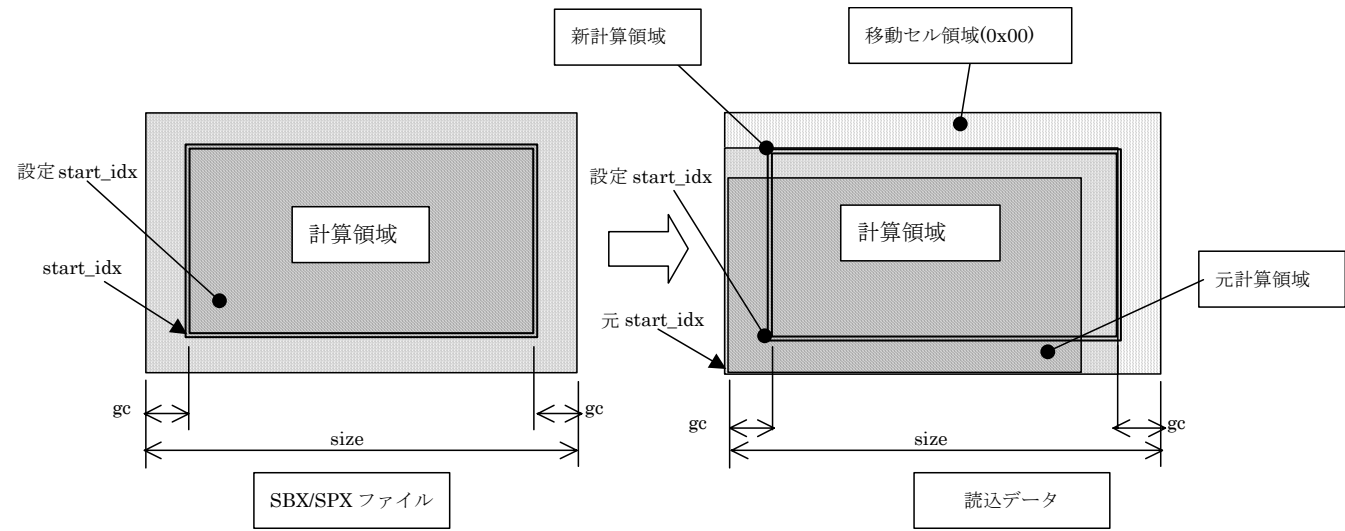 新計算領域
移動セル領域(0x00)
設定 start_idx
計算領域
start_idx
gc
gc
size
SBX/SPX ファイル
設定 start_idx
計算領域
元計算領域
元 start_idx
gc
gc
size
読込データ